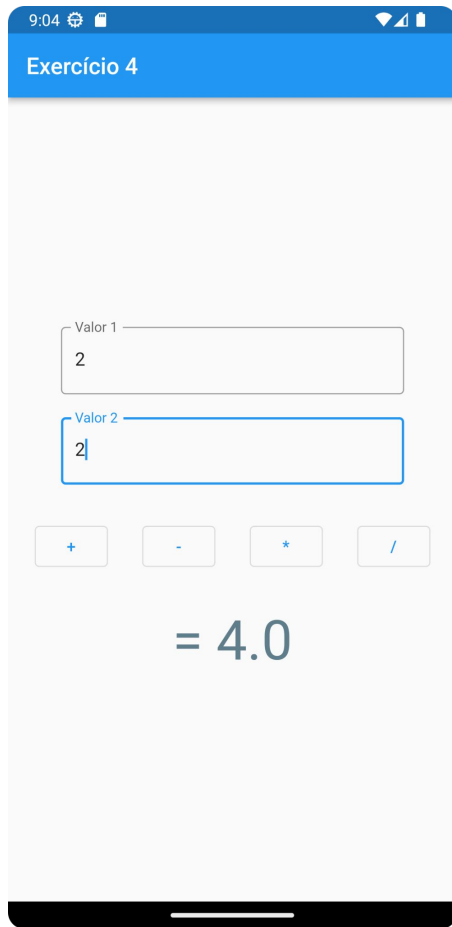 9:04
Exercício 4
Valor 1
2
Valor 2
2
+ - * /
= 4.0